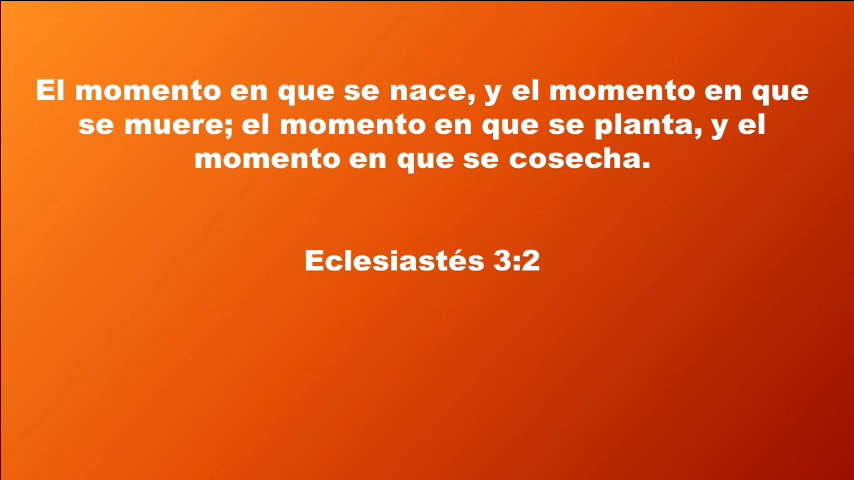 El momento en que se nace, y el momento en que
se muere; el momento en que se planta, y el
momento en que se cosecha.
Eclesiastés 3:2